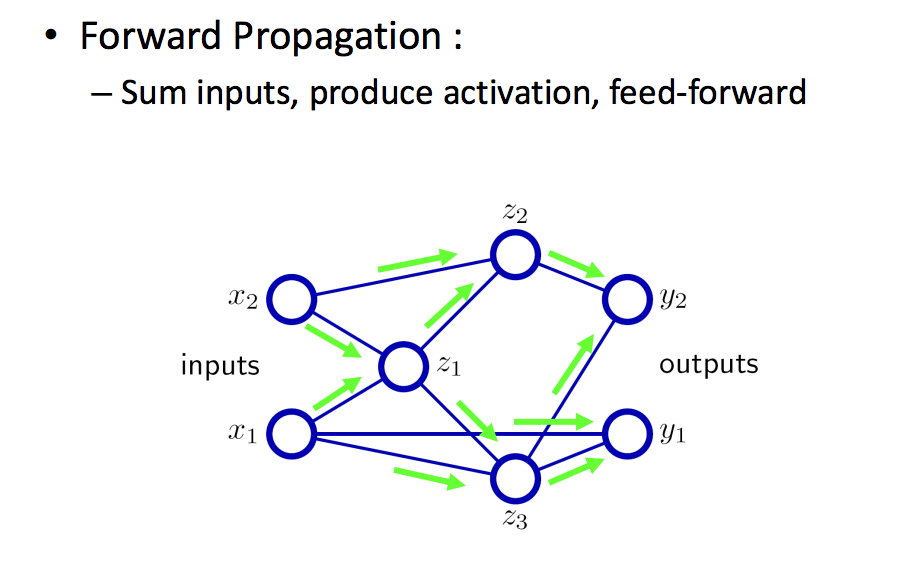 • Forward Propagation :
– Sum inputs, produce activation, feed-forward
z₂
x₂
y₂
inputs
z₁
outputs
x₁
y₁
z₃